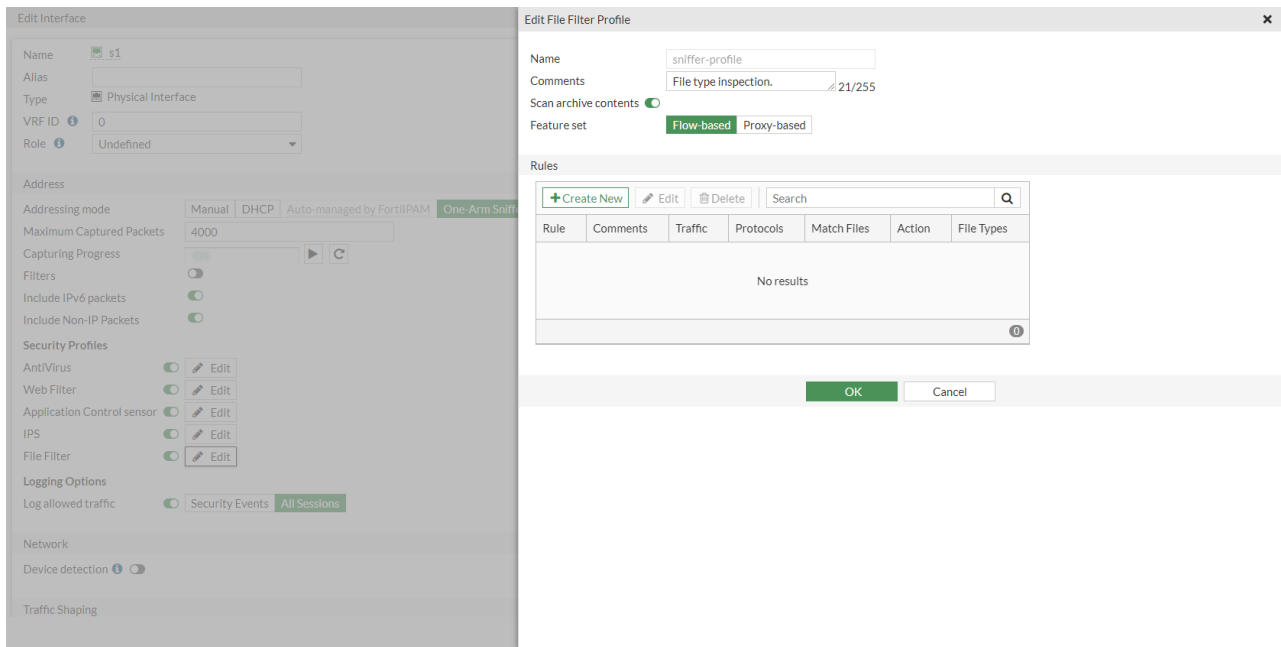 Edit Interface
Name s1
Alias
Type Physical Interface
VRF ID 0
Role Undefined
Address
Addressing mode Manual DHCP Auto-managed by FortiIPAM One-Arm Sniff
Maximum Captured Packets 4000
Capturing Progress
Filters
Include IPv6 packets
Include Non-IP Packets
Security Profiles
AntiVirus Edit
Web Filter Edit
Application Control sensor Edit
IPS Edit
File Filter Edit
Logging Options
Log allowed traffic Security Events All Sessions
Network
Device detection
Traffic Shaping
Edit File Filter Profile
Name sniffer-profile
Comments File type inspection. 21/255
Scan archive contents
Feature set Flow-based Proxy-based
Rules
Create New Edit Delete Search
Rule Comments Traffic Protocols Match Files Action File Types
No results
0
OK Cancel